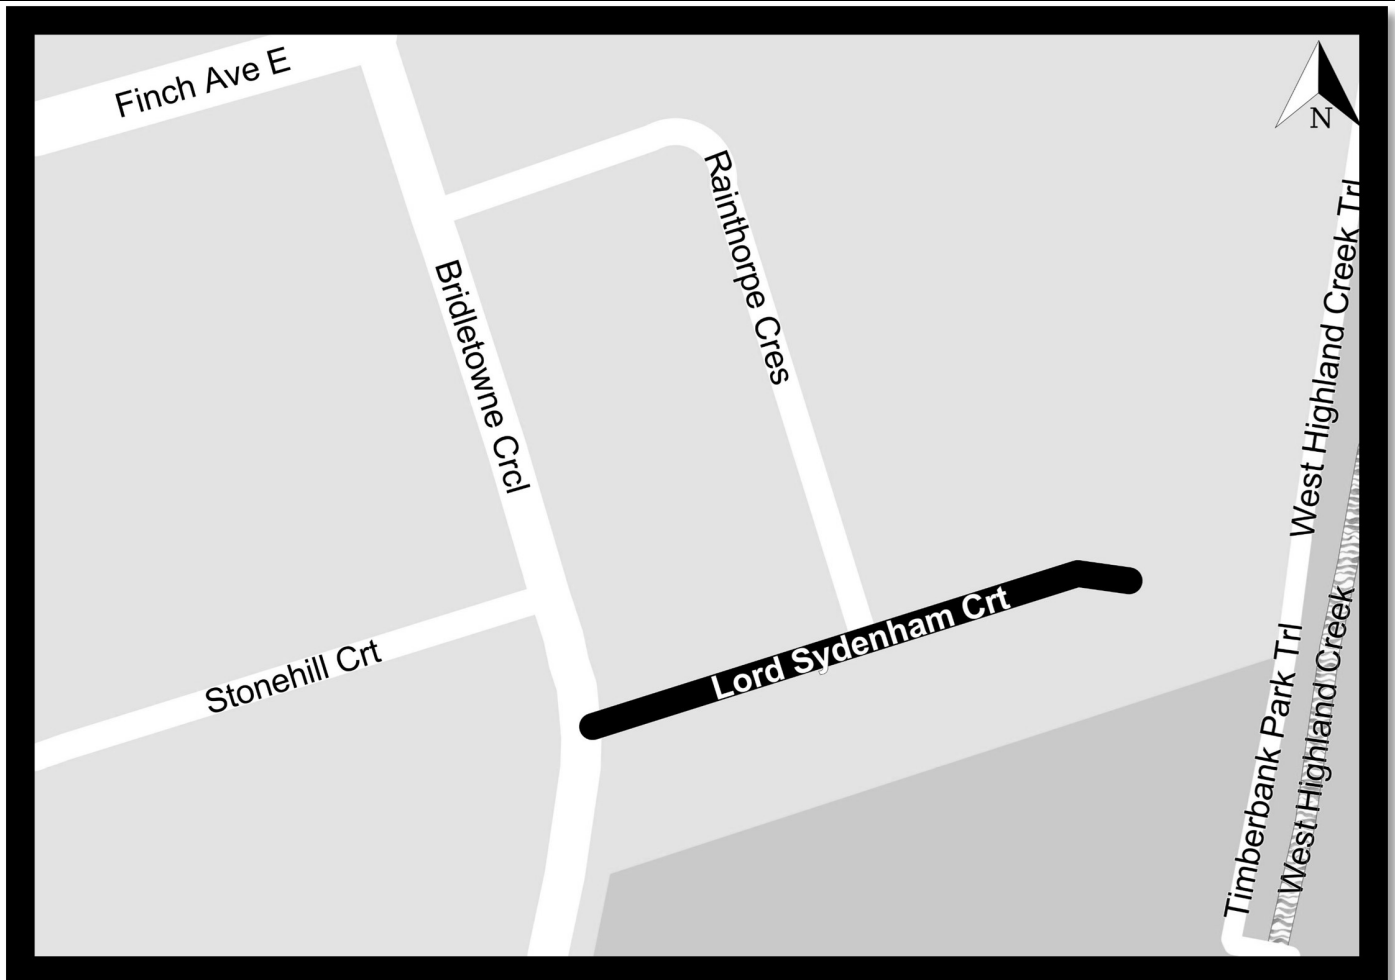 Finch Ave E
N
Rainthorpe Cres
West Highland Creek Trl
Bridletowne Crcl
Lord Sydenham Crt
Stonehill Crt
Timberbank Park Trl
West Highland Creek